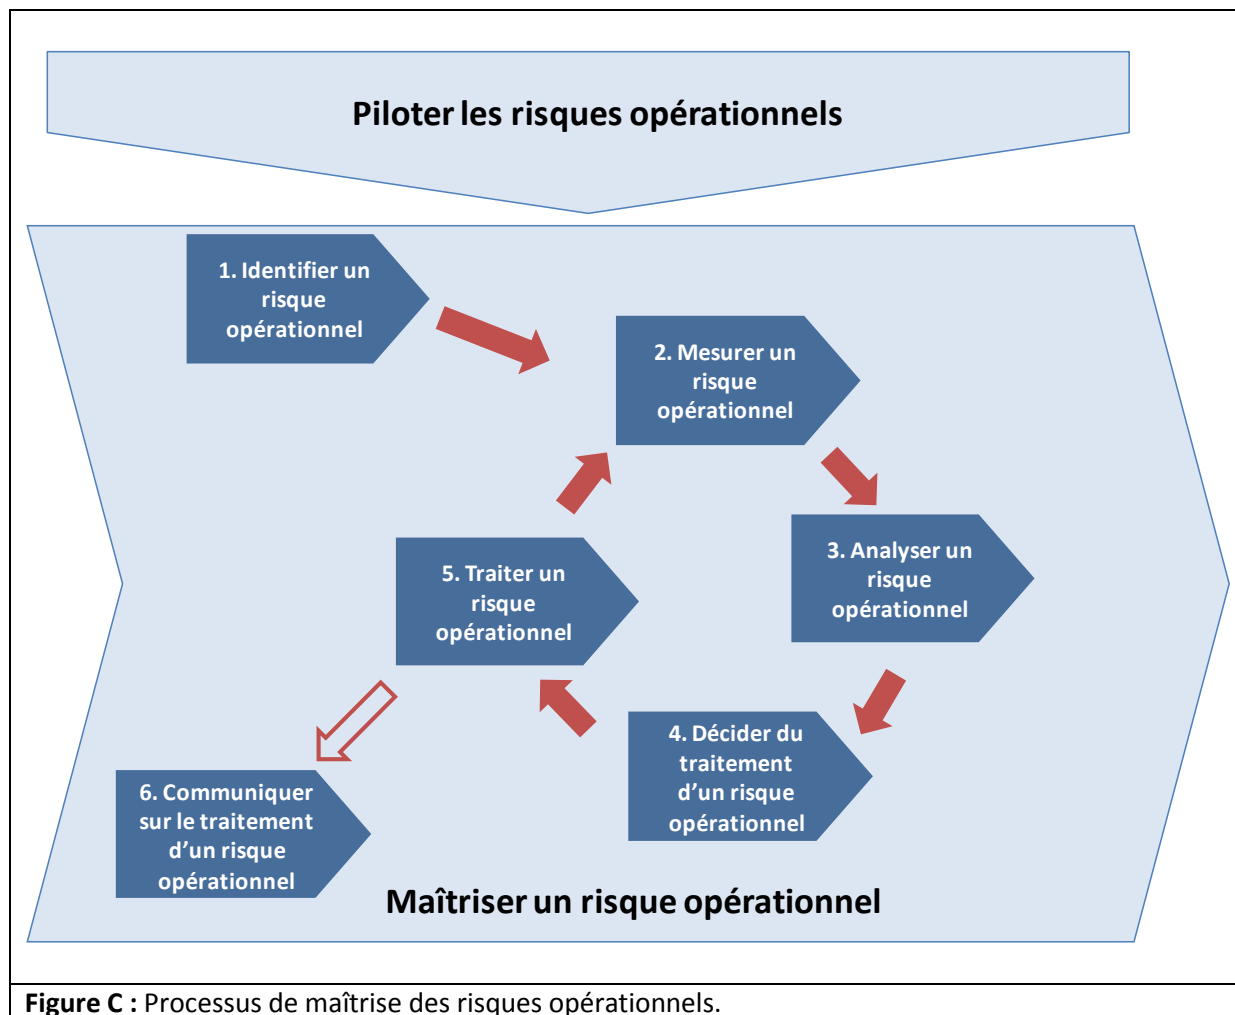 Piloter les risques opérationnels
1. Identifier un
risque
opérationnel
2. Mesurer un
risque
opérationnel
3. Analyser un
risque
opérationnel
5. Traiter un
risque
opérationnel
4. Décider du
traitement
d’un risque
opérationnel
6. Communiquer
sur le traitement
d’un risque
opérationnel
Maîtriser un risque opérationnel
Figure C : Processus de maîtrise des risques opérationnels.